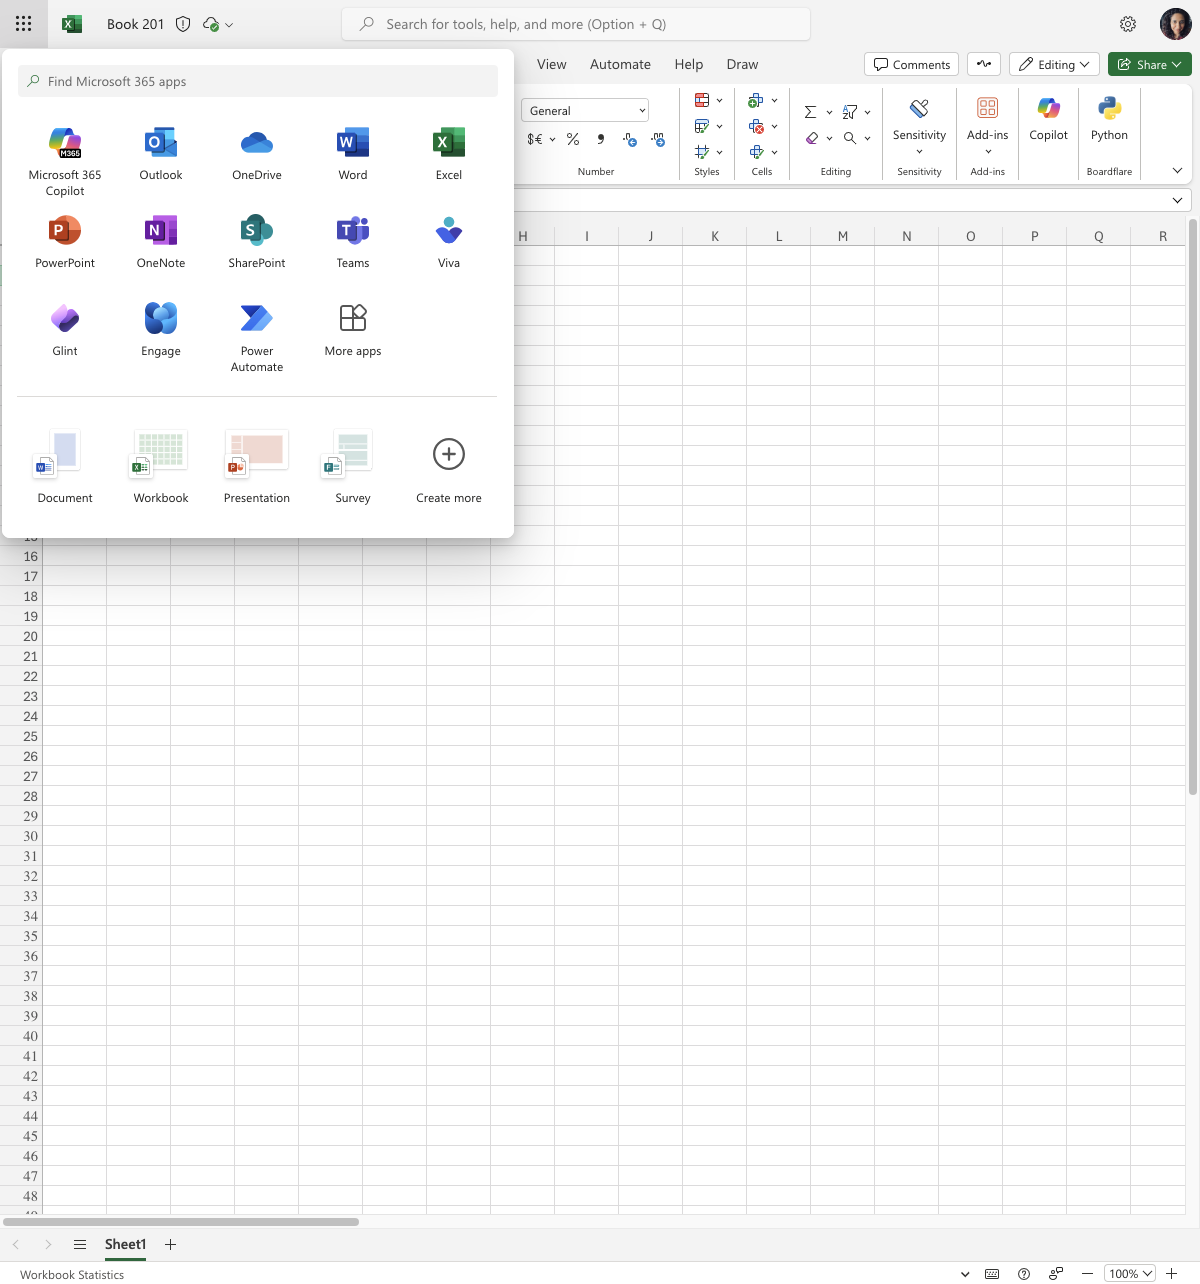 Book 201
Search for tools, help, and more (Option + Q)
Find Microsoft 365 apps
View Automate Help Draw
Comments Editing Share
Microsoft 365 Copilot
Outlook
OneDrive
Word
Excel
PowerPoint
OneNote
SharePoint
Teams
Viva
Glint
Engage
Power Automate
More apps
Document
Workbook
Presentation
Survey
Create more
General
$€ %
Number
Styles
Cells
Editing
Sensitivity
Sensitivity
Add-ins
Add-ins
Copilot
Python
Boardflare
H I J K L M N O P Q R
16
17
18
19
20
21
22
23
24
25
26
27
28
29
30
31
32
33
34
35
36
37
38
39
40
41
42
43
44
45
46
47
48
Sheet1
Workbook Statistics
100%